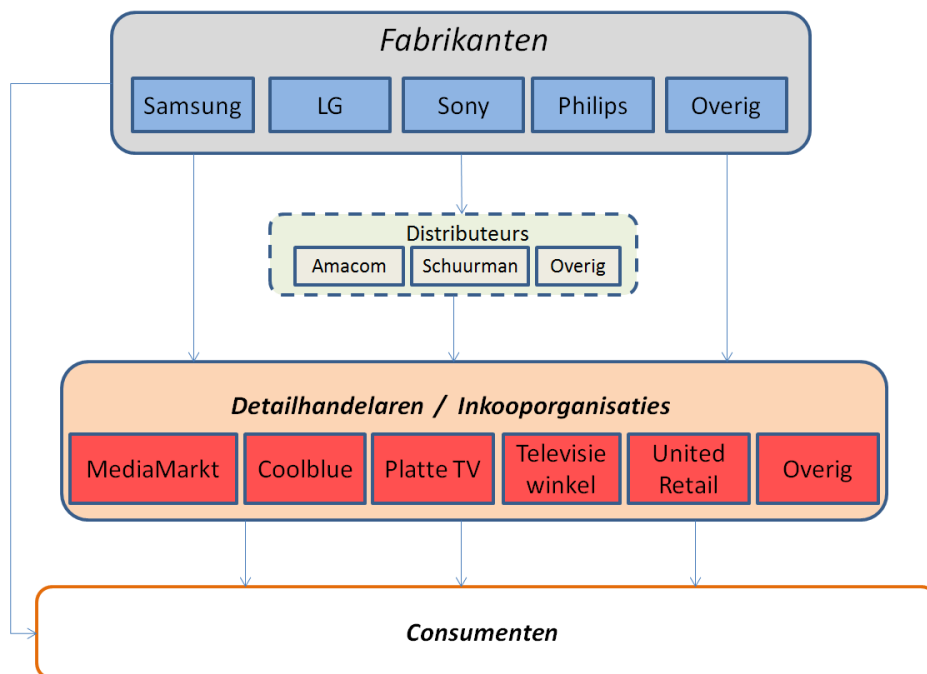 Fabrikanten
Samsung
LG
Sony
Philips
Overig
Distributeurs
Amacom
Schuurman
Overig
Detailhandelaren / Inkooporganisaties
MediaMarkt
Coolblue
Platte TV
Televisie
winkel
United
Retail
Overig
Consumenten